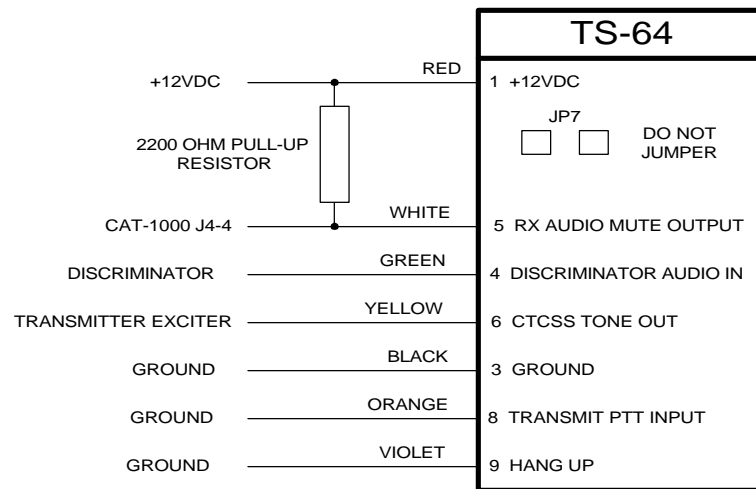 TS-64
+12VDC
RED
1 +12VDC
JP7
DO NOT
JUMPER
2200 OHM PULL-UP
RESISTOR
CAT-1000 J4-4
WHITE
5 RX AUDIO MUTE OUTPUT
DISCRIMINATOR
GREEN
4 DISCRIMINATOR AUDIO IN
TRANSMITTER EXCITER
YELLOW
6 CTCSS TONE OUT
GROUND
BLACK
3 GROUND
GROUND
ORANGE
8 TRANSMIT PTT INPUT
GROUND
VIOLET
9 HANG UP